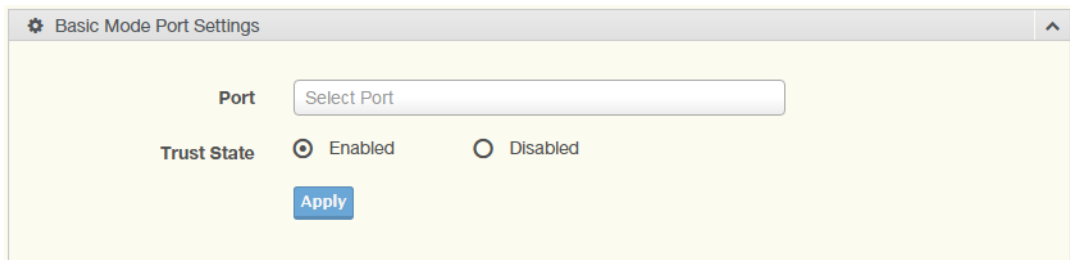 Basic Mode Port Settings
Port Select Port
Trust State Enabled Disabled
Apply